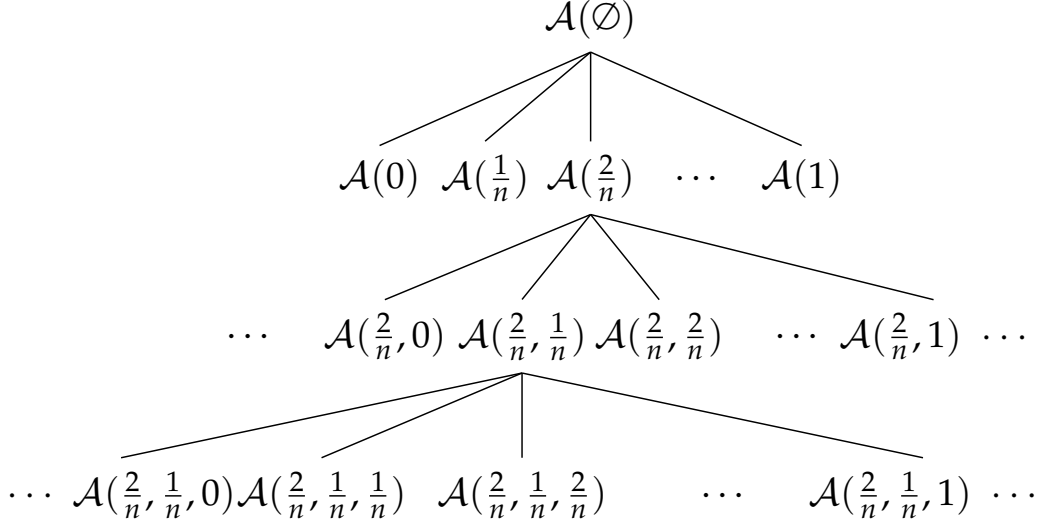 𝒜(∅)
𝒜(0) 𝒜(1/n) 𝒜(2/n) ⋯ 𝒜(1)
⋯ 𝒜(2/n, 0) 𝒜(2/n, 1/n) 𝒜(2/n, 2/n) ⋯ 𝒜(2/n, 1) ⋯
⋯ 𝒜(2/n, 1/n, 0) 𝒜(2/n, 1/n, 1/n) 𝒜(2/n, 1/n, 2/n) ⋯ 𝒜(2/n, 1/n, 1) ⋯